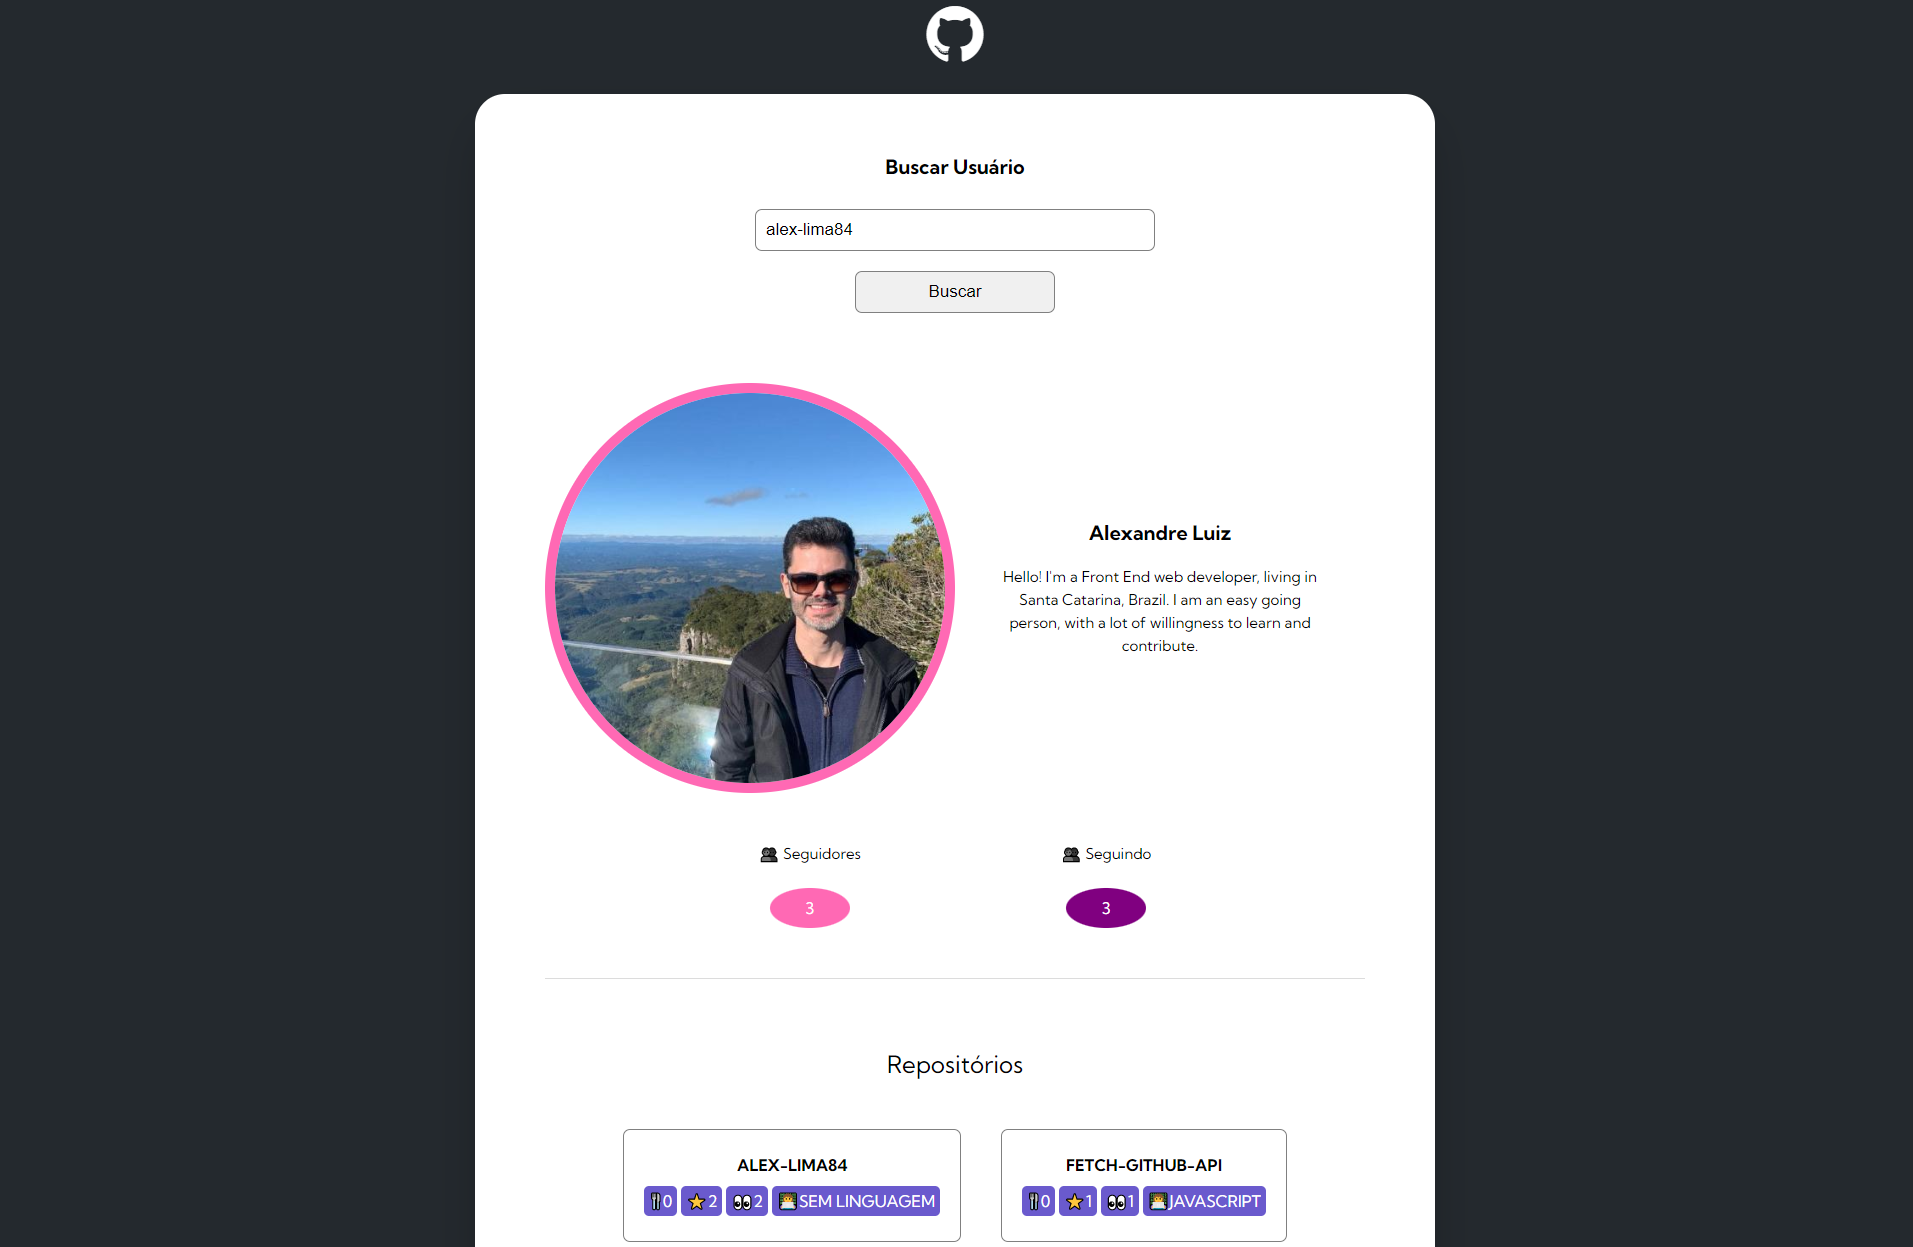 Buscar Usuário
alex-lima84
Buscar
Alexandre Luiz
Hello! I'm a Front End web developer, living in
Santa Catarina, Brazil. I am an easy going
person, with a lot of willingness to learn and
contribute.
👥 Seguidores
👥 Seguindo
3
3
Repositórios
ALEX-LIMA84
🍴0 ⭐2 👀2 👨‍💻SEM LINGUAGEM
FETCH-GITHUB-API
🍴0 ⭐1 👀1 👨‍💻JAVASCRIPT